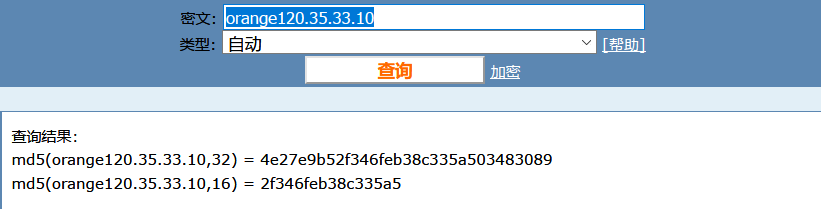 密文: orange120.35.33.10
类型: 自动 [帮助]
查询 加密
查询结果:
md5(orange120.35.33.10,32) = 4e27e9b52f346feb38c335a503483089
md5(orange120.35.33.10,16) = 2f346feb38c335a5